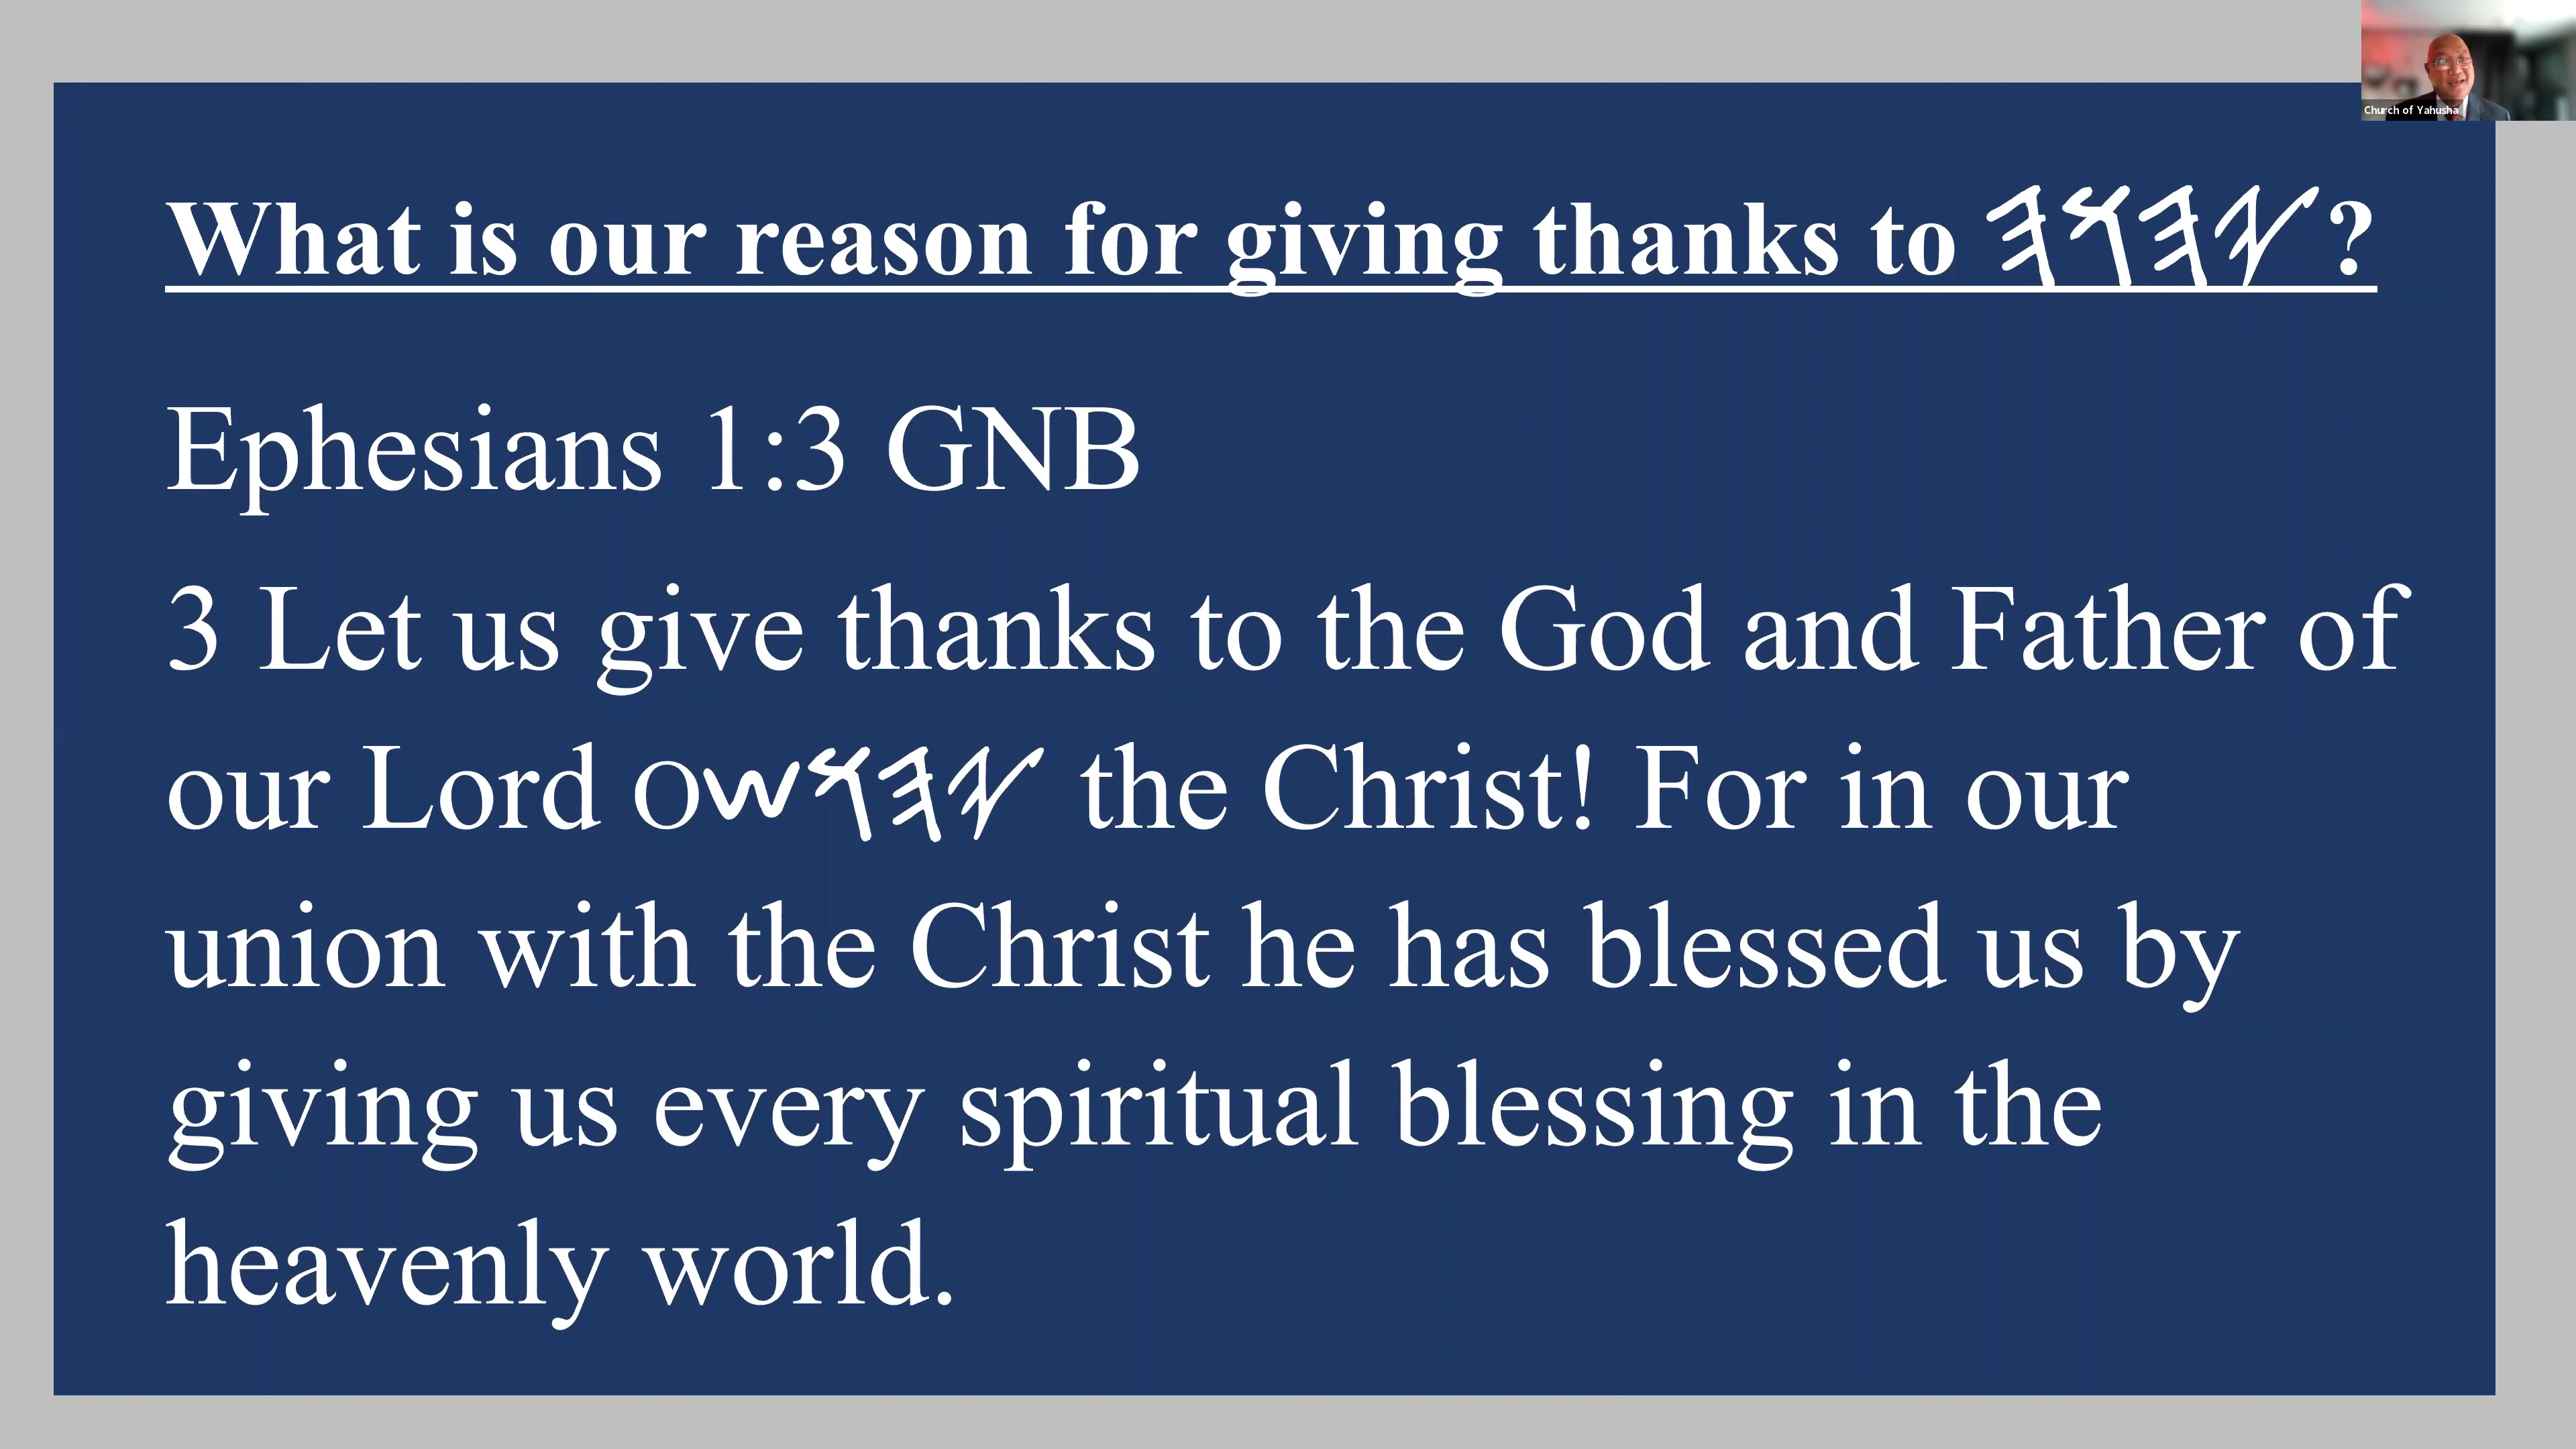 Church of Yahusha
What is our reason for giving thanks to 𐤉𐤄𐤅𐤄?
Ephesians 1:3 GNB
3 Let us give thanks to the God and Father of
our Lord 𐤉𐤄𐤅𐤔𐤏 the Christ! For in our
union with the Christ he has blessed us by
giving us every spiritual blessing in the
heavenly world.